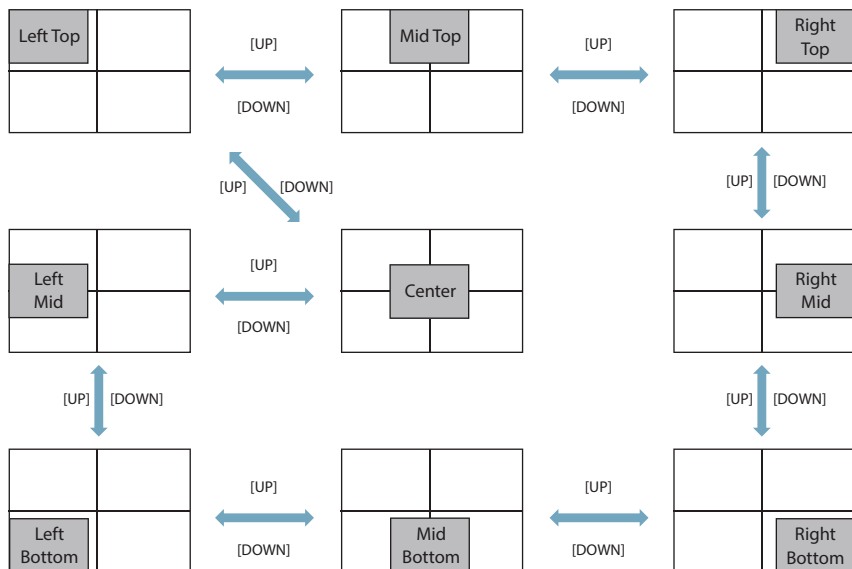 Left Top
[UP]
[DOWN]
Mid Top
[UP]
[DOWN]
Right
Top
[UP]
[DOWN]
[UP]
[DOWN]
Left
Mid
[UP]
[DOWN]
Center
Right
Mid
[UP]
[DOWN]
[UP]
[DOWN]
Left
Bottom
[UP]
[DOWN]
Mid
Bottom
[UP]
[DOWN]
Right
Bottom